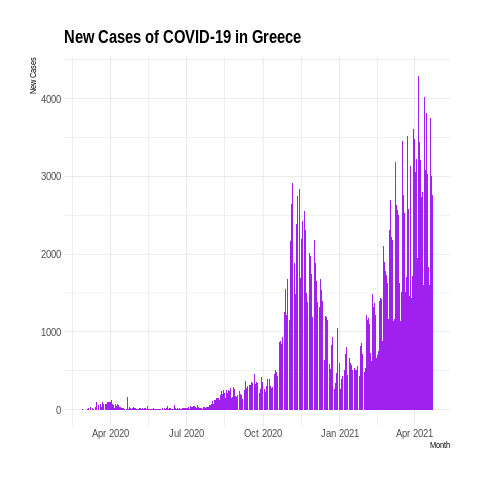 New Cases of COVID-19 in Greece
New Cases
4000
3000
2000
1000
0
Apr 2020 Jul 2020 Oct 2020 Jan 2021 Apr 2021
Month